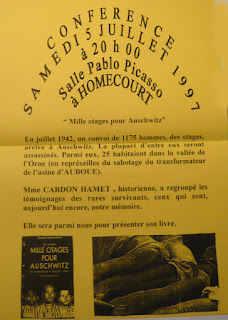 CONFERENCE
SAMEDI 5 JUILLET 1997
à 20 h 00
Salle Pablo Picasso
à HOMECOURT
“ Mille otages pour Auschwitz ”
En juillet 1942, un convoi de 1175 hommes, des otages,
arrive à Auschwitz. La plupart d'entre eux seront
assassinés. Parmi eux, 25 habitaient dans la vallée de
l'Orne (en représailles du sabotage du transformateur
de l'usine d'AUBOUE).
Mme CARDON HAMET , historienne, a regroupé les
témoignages des rares survivants, ceux qui sont,
aujourd'hui encore, notre mémoire.
Elle sera parmi nous pour présenter son livre.
MILLE OTAGES
POUR
AUSCHWITZ